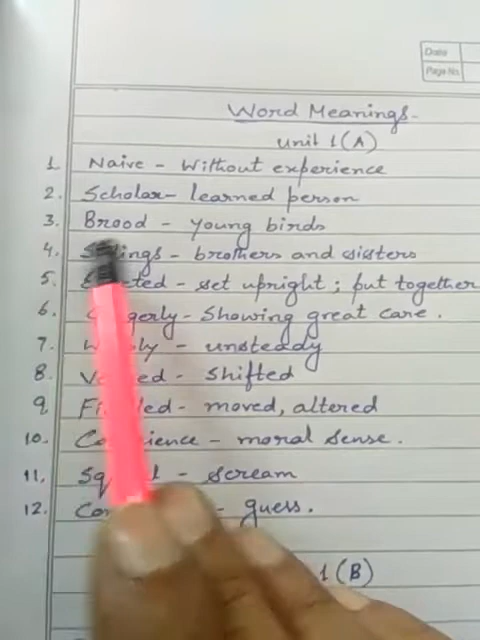 Date
Page No.
Word Meanings-
Unit 1(A)
1. Naive - Without experience
2. Scholar- learned person
3. Brood - young birds
4. - brothers and sisters
5. - set upright ; put together
6. - Showing great care.
7. - unsteady
8. - Shifted
9. - moved, altered
10. - moral sense.
11. - scream
12. - guess.
1 (B)